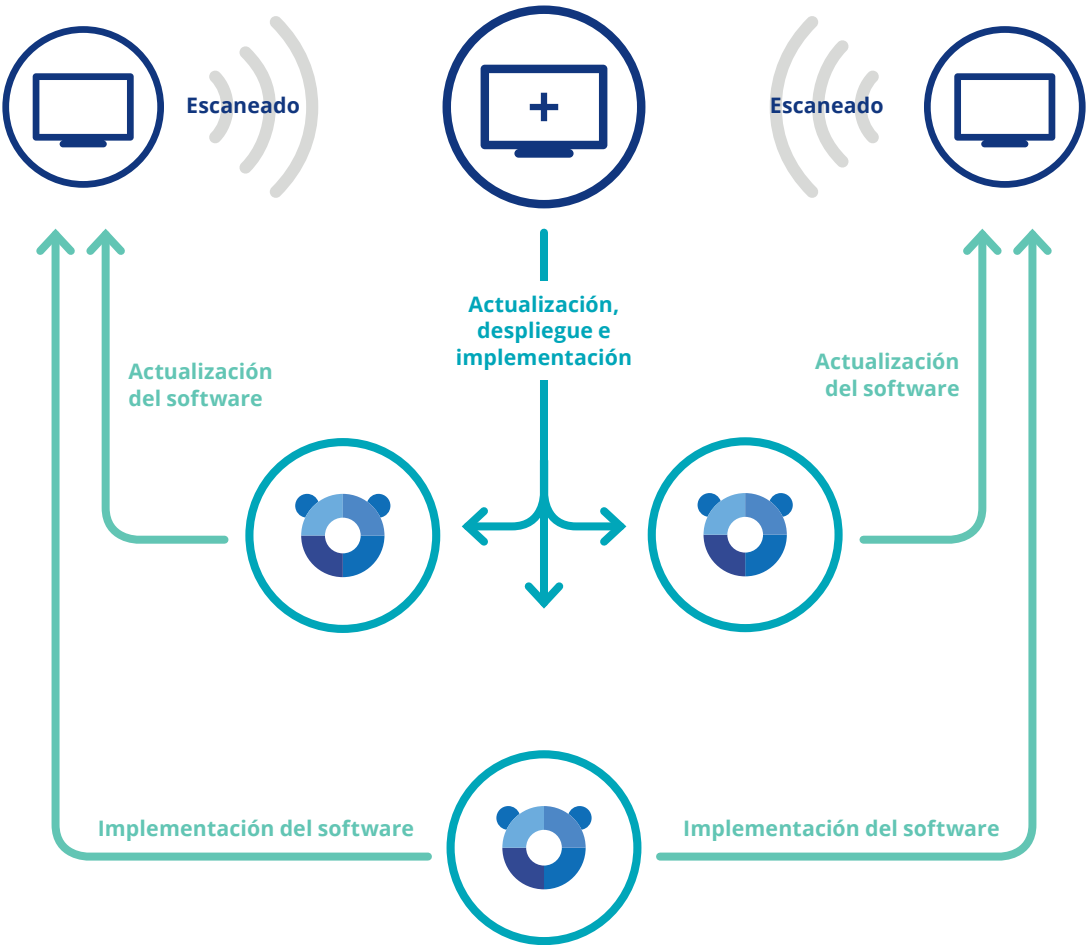 Escaneado
Escaneado
Actualización,
despliegue e
implementación
Actualización
del software
Actualización
del software
Implementación del software
Implementación del software